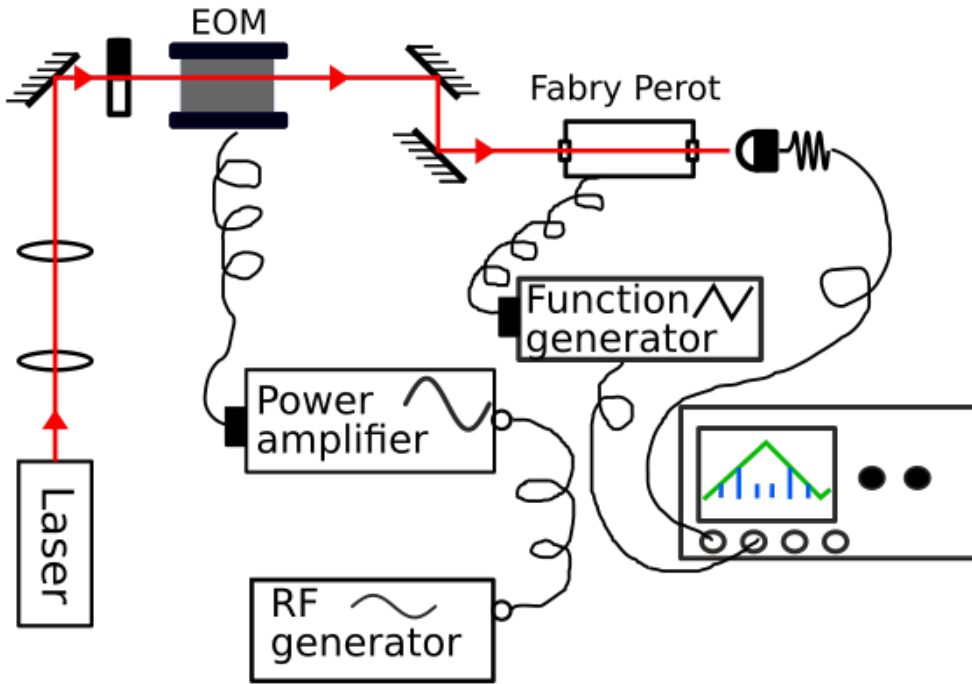 EOM
Fabry Perot
Function
generator
Power
amplifier
Laser
RF
generator